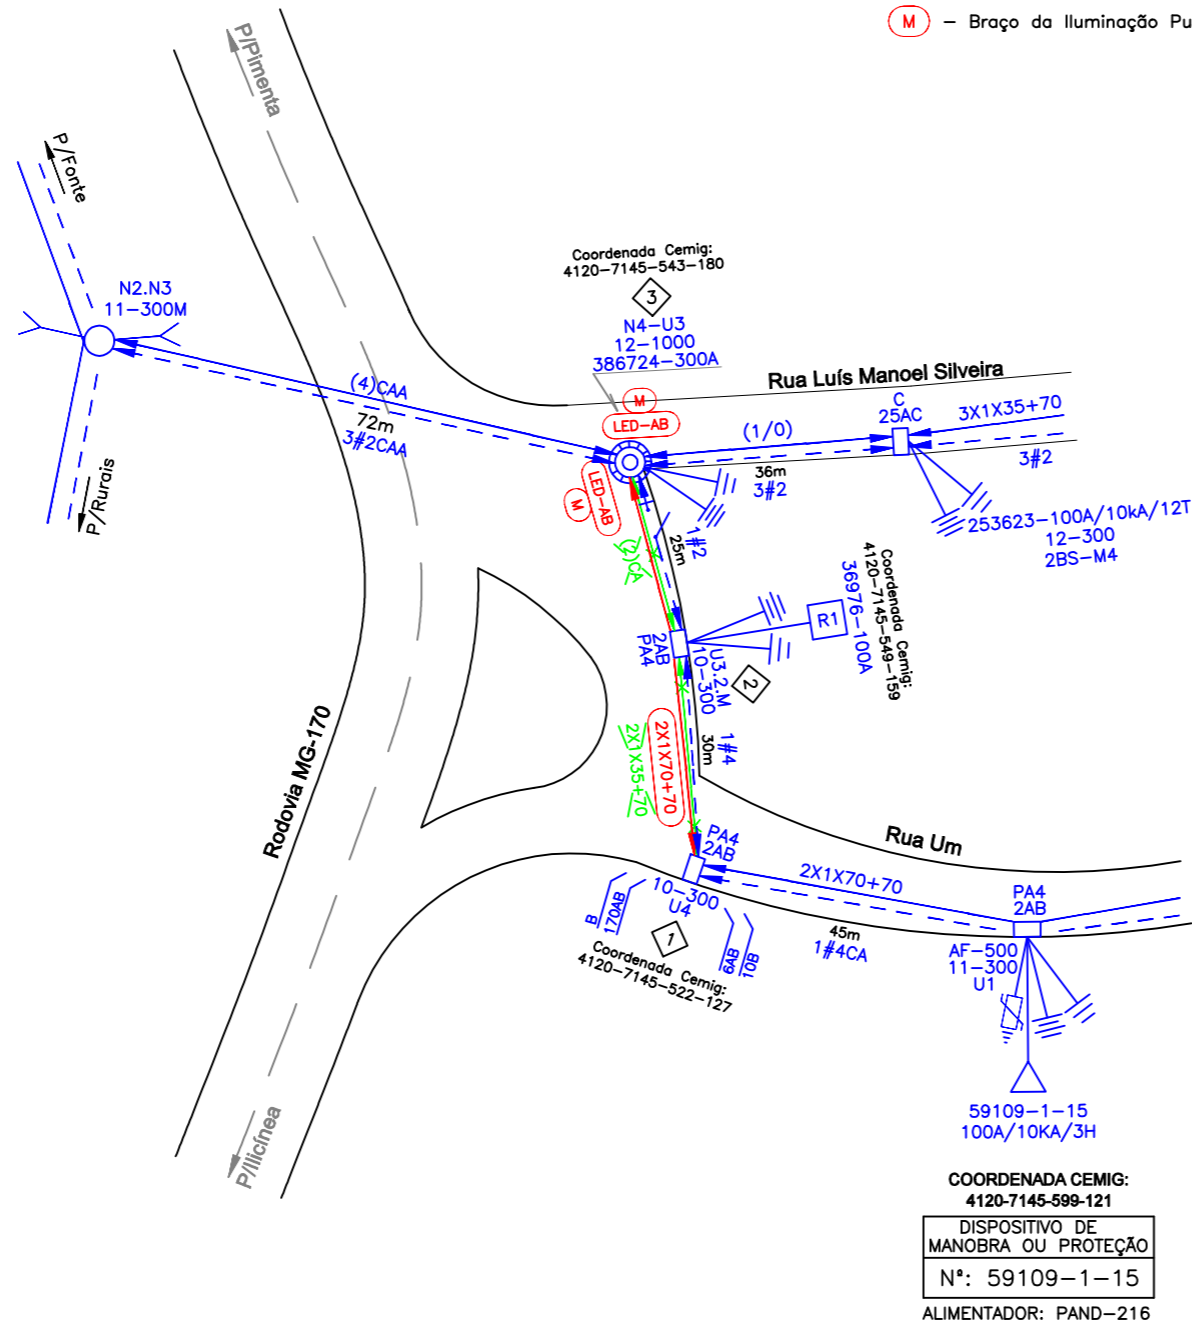 M – Braço da Iluminação Pu
P/Pimenta
P/Fonte
N2.N3
11-300M
P/Rurais
(4)CAA
72m
3#2CAA
Coordenada Cemig:
4120-7145-543-180
3
N4-U3
12-1000
386724-300A
M
LED-AB
Rua Luís Manoel Silveira
C
25AC
3X1X35+70
(1/0)
36m
3#2
3#2
253623-100A/10kA/12T
12-300
2BS-M4
LED-AB
M
1#2
25m
(2)CA
2AB
PA4
R1
Coordenada Cemig:
4120-7145-549-159
36976-100A
U3.2.M
10-300
2
1#4
30m
2X1X70+70
2X1X35+70
Rodovia MG-170
Rua Um
PA4
2AB
2X1X70+70
45m
1#4CA
10-300
U4
B
170AB
1
6AB
10B
Coordenada Cemig:
4120-7145-522-127
PA4
2AB
AF-500
11-300
U1
59109-1-15
100A/10KA/3H
P/Ilicínea
COORDENADA CEMIG:
4120-7145-599-121
DISPOSITIVO DE
MANOBRA OU PROTEÇÃO
Nº: 59109-1-15
ALIMENTADOR: PAND-216